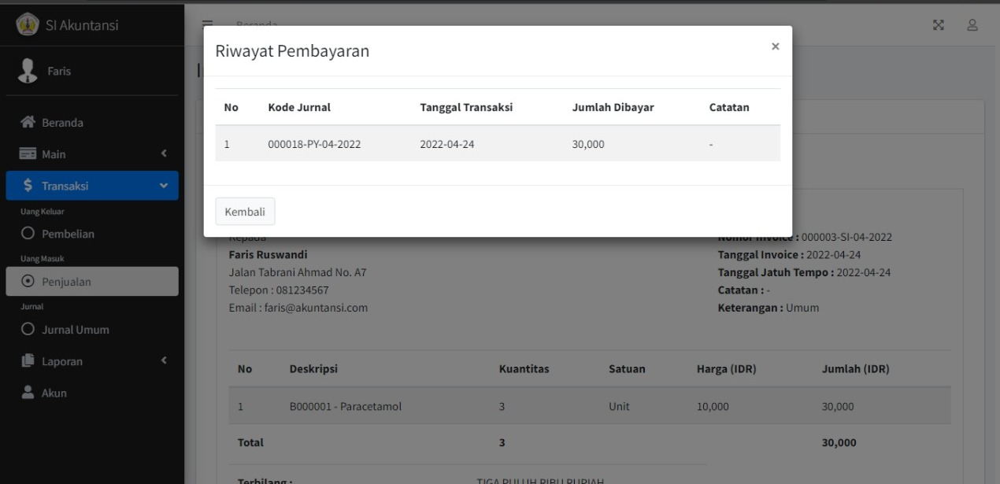 SI Akuntansi
Beranda
Faris
Beranda
Main
Transaksi
Uang Keluar
Pembelian
Uang Masuk
Penjualan
Jurnal
Jurnal Umum
Laporan
Akun
Riwayat Pembayaran ×
No Kode Jurnal Tanggal Transaksi Jumlah Dibayar Catatan
1 000018-PY-04-2022 2022-04-24 30,000 -
Kembali
Kepada
Faris Ruswandi
Jalan Tabrani Ahmad No. A7
Telepon : 081234567
Email : faris@akuntansi.com
Nomor Invoice : 000003-SI-04-2022
Tanggal Invoice : 2022-04-24
Tanggal Jatuh Tempo : 2022-04-24
Catatan : -
Keterangan : Umum
No Deskripsi Kuantitas Satuan Harga (IDR) Jumlah (IDR)
1 B000001 - Paracetamol 3 Unit 10,000 30,000
Total 3 30,000
Terbilang : TIGA PULUH RIBU RUPIAH